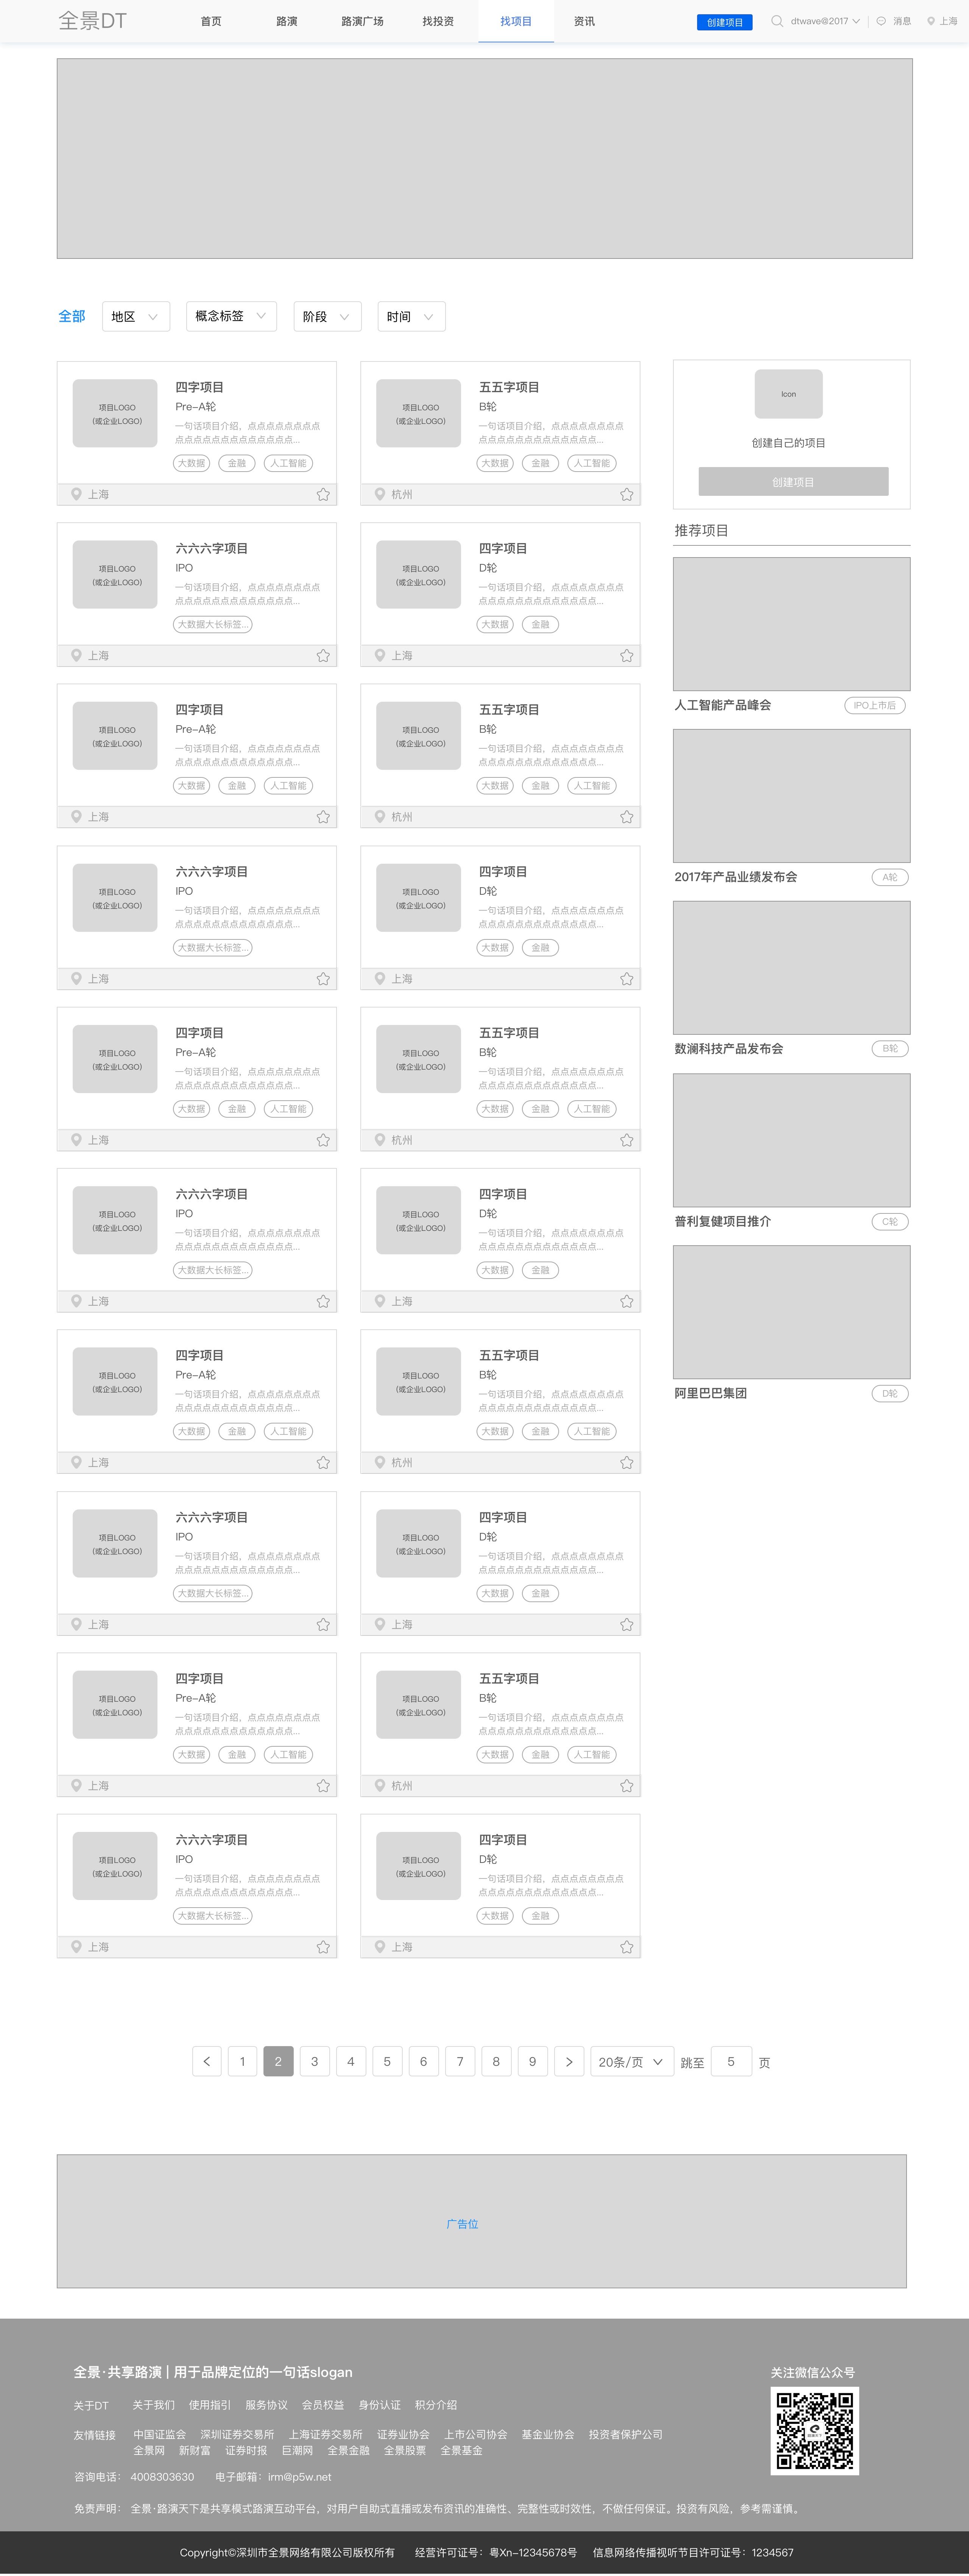 全景DT
首页 路演 路演广场 找投资 找项目 资讯 创建项目 dtwave@2017 消息 上海
全部 地区 概念标签 阶段 时间
四字项目
Pre-A轮
项目LOGO
(或企业LOGO)
一句话项目介绍，点点点点点点点点
点点点点点点点点点点点点点...
大数据 金融 人工智能
上海
五五字项目
B轮
项目LOGO
(或企业LOGO)
一句话项目介绍，点点点点点点点点
点点点点点点点点点点点点点...
大数据 金融 人工智能
杭州
六六六字项目
IPO
项目LOGO
(或企业LOGO)
一句话项目介绍，点点点点点点点点
点点点点点点点点点点点点点...
大数据大长标签...
上海
四字项目
D轮
项目LOGO
(或企业LOGO)
一句话项目介绍，点点点点点点点点
点点点点点点点点点点点点点...
大数据 金融
上海
四字项目
Pre-A轮
项目LOGO
(或企业LOGO)
一句话项目介绍，点点点点点点点点
点点点点点点点点点点点点点...
大数据 金融 人工智能
上海
五五字项目
B轮
项目LOGO
(或企业LOGO)
一句话项目介绍，点点点点点点点点
点点点点点点点点点点点点点...
大数据 金融 人工智能
杭州
六六六字项目
IPO
项目LOGO
(或企业LOGO)
一句话项目介绍，点点点点点点点点
点点点点点点点点点点点点点...
大数据大长标签...
上海
四字项目
D轮
项目LOGO
(或企业LOGO)
一句话项目介绍，点点点点点点点点
点点点点点点点点点点点点点...
大数据 金融
上海
四字项目
Pre-A轮
项目LOGO
(或企业LOGO)
一句话项目介绍，点点点点点点点点
点点点点点点点点点点点点点...
大数据 金融 人工智能
上海
五五字项目
B轮
项目LOGO
(或企业LOGO)
一句话项目介绍，点点点点点点点点
点点点点点点点点点点点点点...
大数据 金融 人工智能
杭州
六六六字项目
IPO
项目LOGO
(或企业LOGO)
一句话项目介绍，点点点点点点点点
点点点点点点点点点点点点点...
大数据大长标签...
上海
四字项目
D轮
项目LOGO
(或企业LOGO)
一句话项目介绍，点点点点点点点点
点点点点点点点点点点点点点...
大数据 金融
上海
四字项目
Pre-A轮
项目LOGO
(或企业LOGO)
一句话项目介绍，点点点点点点点点
点点点点点点点点点点点点点...
大数据 金融 人工智能
上海
五五字项目
B轮
项目LOGO
(或企业LOGO)
一句话项目介绍，点点点点点点点点
点点点点点点点点点点点点点...
大数据 金融 人工智能
杭州
六六六字项目
IPO
项目LOGO
(或企业LOGO)
一句话项目介绍，点点点点点点点点
点点点点点点点点点点点点点...
大数据大长标签...
上海
四字项目
D轮
项目LOGO
(或企业LOGO)
一句话项目介绍，点点点点点点点点
点点点点点点点点点点点点点...
大数据 金融
上海
四字项目
Pre-A轮
项目LOGO
(或企业LOGO)
一句话项目介绍，点点点点点点点点
点点点点点点点点点点点点点...
大数据 金融 人工智能
上海
五五字项目
B轮
项目LOGO
(或企业LOGO)
一句话项目介绍，点点点点点点点点
点点点点点点点点点点点点点...
大数据 金融 人工智能
杭州
六六六字项目
IPO
项目LOGO
(或企业LOGO)
一句话项目介绍，点点点点点点点点
点点点点点点点点点点点点点...
大数据大长标签...
上海
四字项目
D轮
项目LOGO
(或企业LOGO)
一句话项目介绍，点点点点点点点点
点点点点点点点点点点点点点...
大数据 金融
上海
Icon
创建自己的项目
创建项目
推荐项目
人工智能产品峰会 IPO上市后
2017年产品业绩发布会 A轮
数澜科技产品发布会 B轮
普利复健项目推介 C轮
阿里巴巴集团 D轮
1 2 3 4 5 6 7 8 9 20条/页 跳至 5 页
广告位
全景·共享路演 | 用于品牌定位的一句话slogan
关于DT 关于我们 使用指引 服务协议 会员权益 身份认证 积分介绍
友情链接 中国证监会 深圳证券交易所 上海证券交易所 证券业协会 上市公司协会 基金业协会 投资者保护公司
全景网 新财富 证券时报 巨潮网 全景金融 全景股票 全景基金
咨询电话： 4008303630 电子邮箱：irm@p5w.net
关注微信公众号
免责声明： 全景·路演天下是共享模式路演互动平台，对用户自助式直播或发布资讯的准确性、完整性或时效性，不做任何保证。投资有风险，参考需谨慎。
Copyright©深圳市全景网络有限公司版权所有 经营许可证号：粤Xn-12345678号 信息网络传播视听节目许可证号：1234567